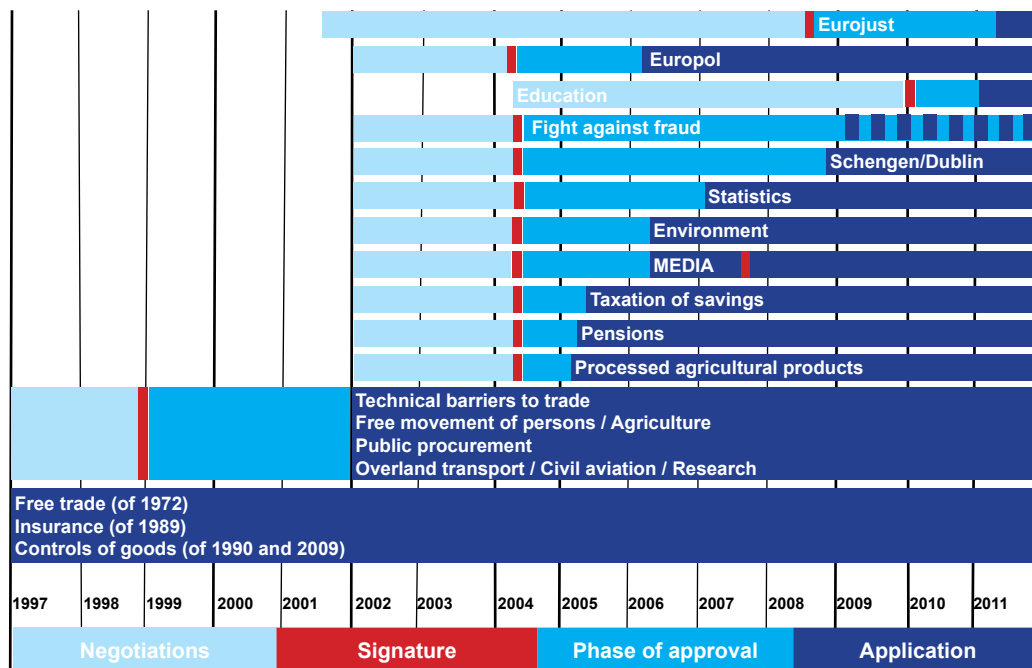 Eurojust
Europol
Education
Fight against fraud
Schengen/Dublin
Statistics
Environment
MEDIA
Taxation of savings
Pensions
Processed agricultural products
Technical barriers to trade
Free movement of persons / Agriculture
Public procurement
Overland transport / Civil aviation / Research
Free trade (of 1972)
Insurance (of 1989)
Controls of goods (of 1990 and 2009)
1997 1998 1999 2000 2001 2002 2003 2004 2005 2006 2007 2008 2009 2010 2011
Negotiations Signature Phase of approval Application